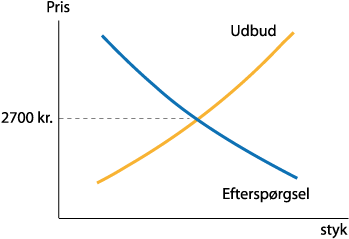 Pris
Udbud
2700 kr.
Efterspørgsel
styk